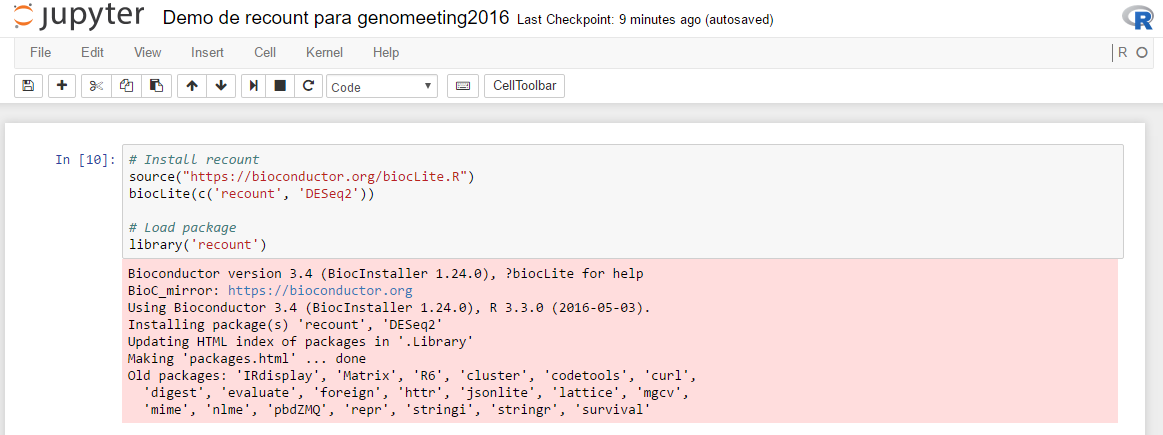 jupyter Demo de recount para genomeeting2016 Last Checkpoint: 9 minutes ago (autosaved) R
File Edit View Insert Cell Kernel Help R
Code CellToolbar
In [10]: # Install recount
source("https://bioconductor.org/biocLite.R")
biocLite(c('recount', 'DESeq2'))
# Load package
library('recount')
Bioconductor version 3.4 (BiocInstaller 1.24.0), ?biocLite for help
BioC_mirror: https://bioconductor.org
Using Bioconductor 3.4 (BiocInstaller 1.24.0), R 3.3.0 (2016-05-03).
Installing package(s) 'recount', 'DESeq2'
Updating HTML index of packages in '.Library'
Making 'packages.html' ... done
Old packages: 'IRdisplay', 'Matrix', 'R6', 'cluster', 'codetools', 'curl',
'digest', 'evaluate', 'foreign', 'httr', 'jsonlite', 'lattice', 'mgcv',
'mime', 'nlme', 'pbdZMQ', 'repr', 'stringi', 'stringr', 'survival'